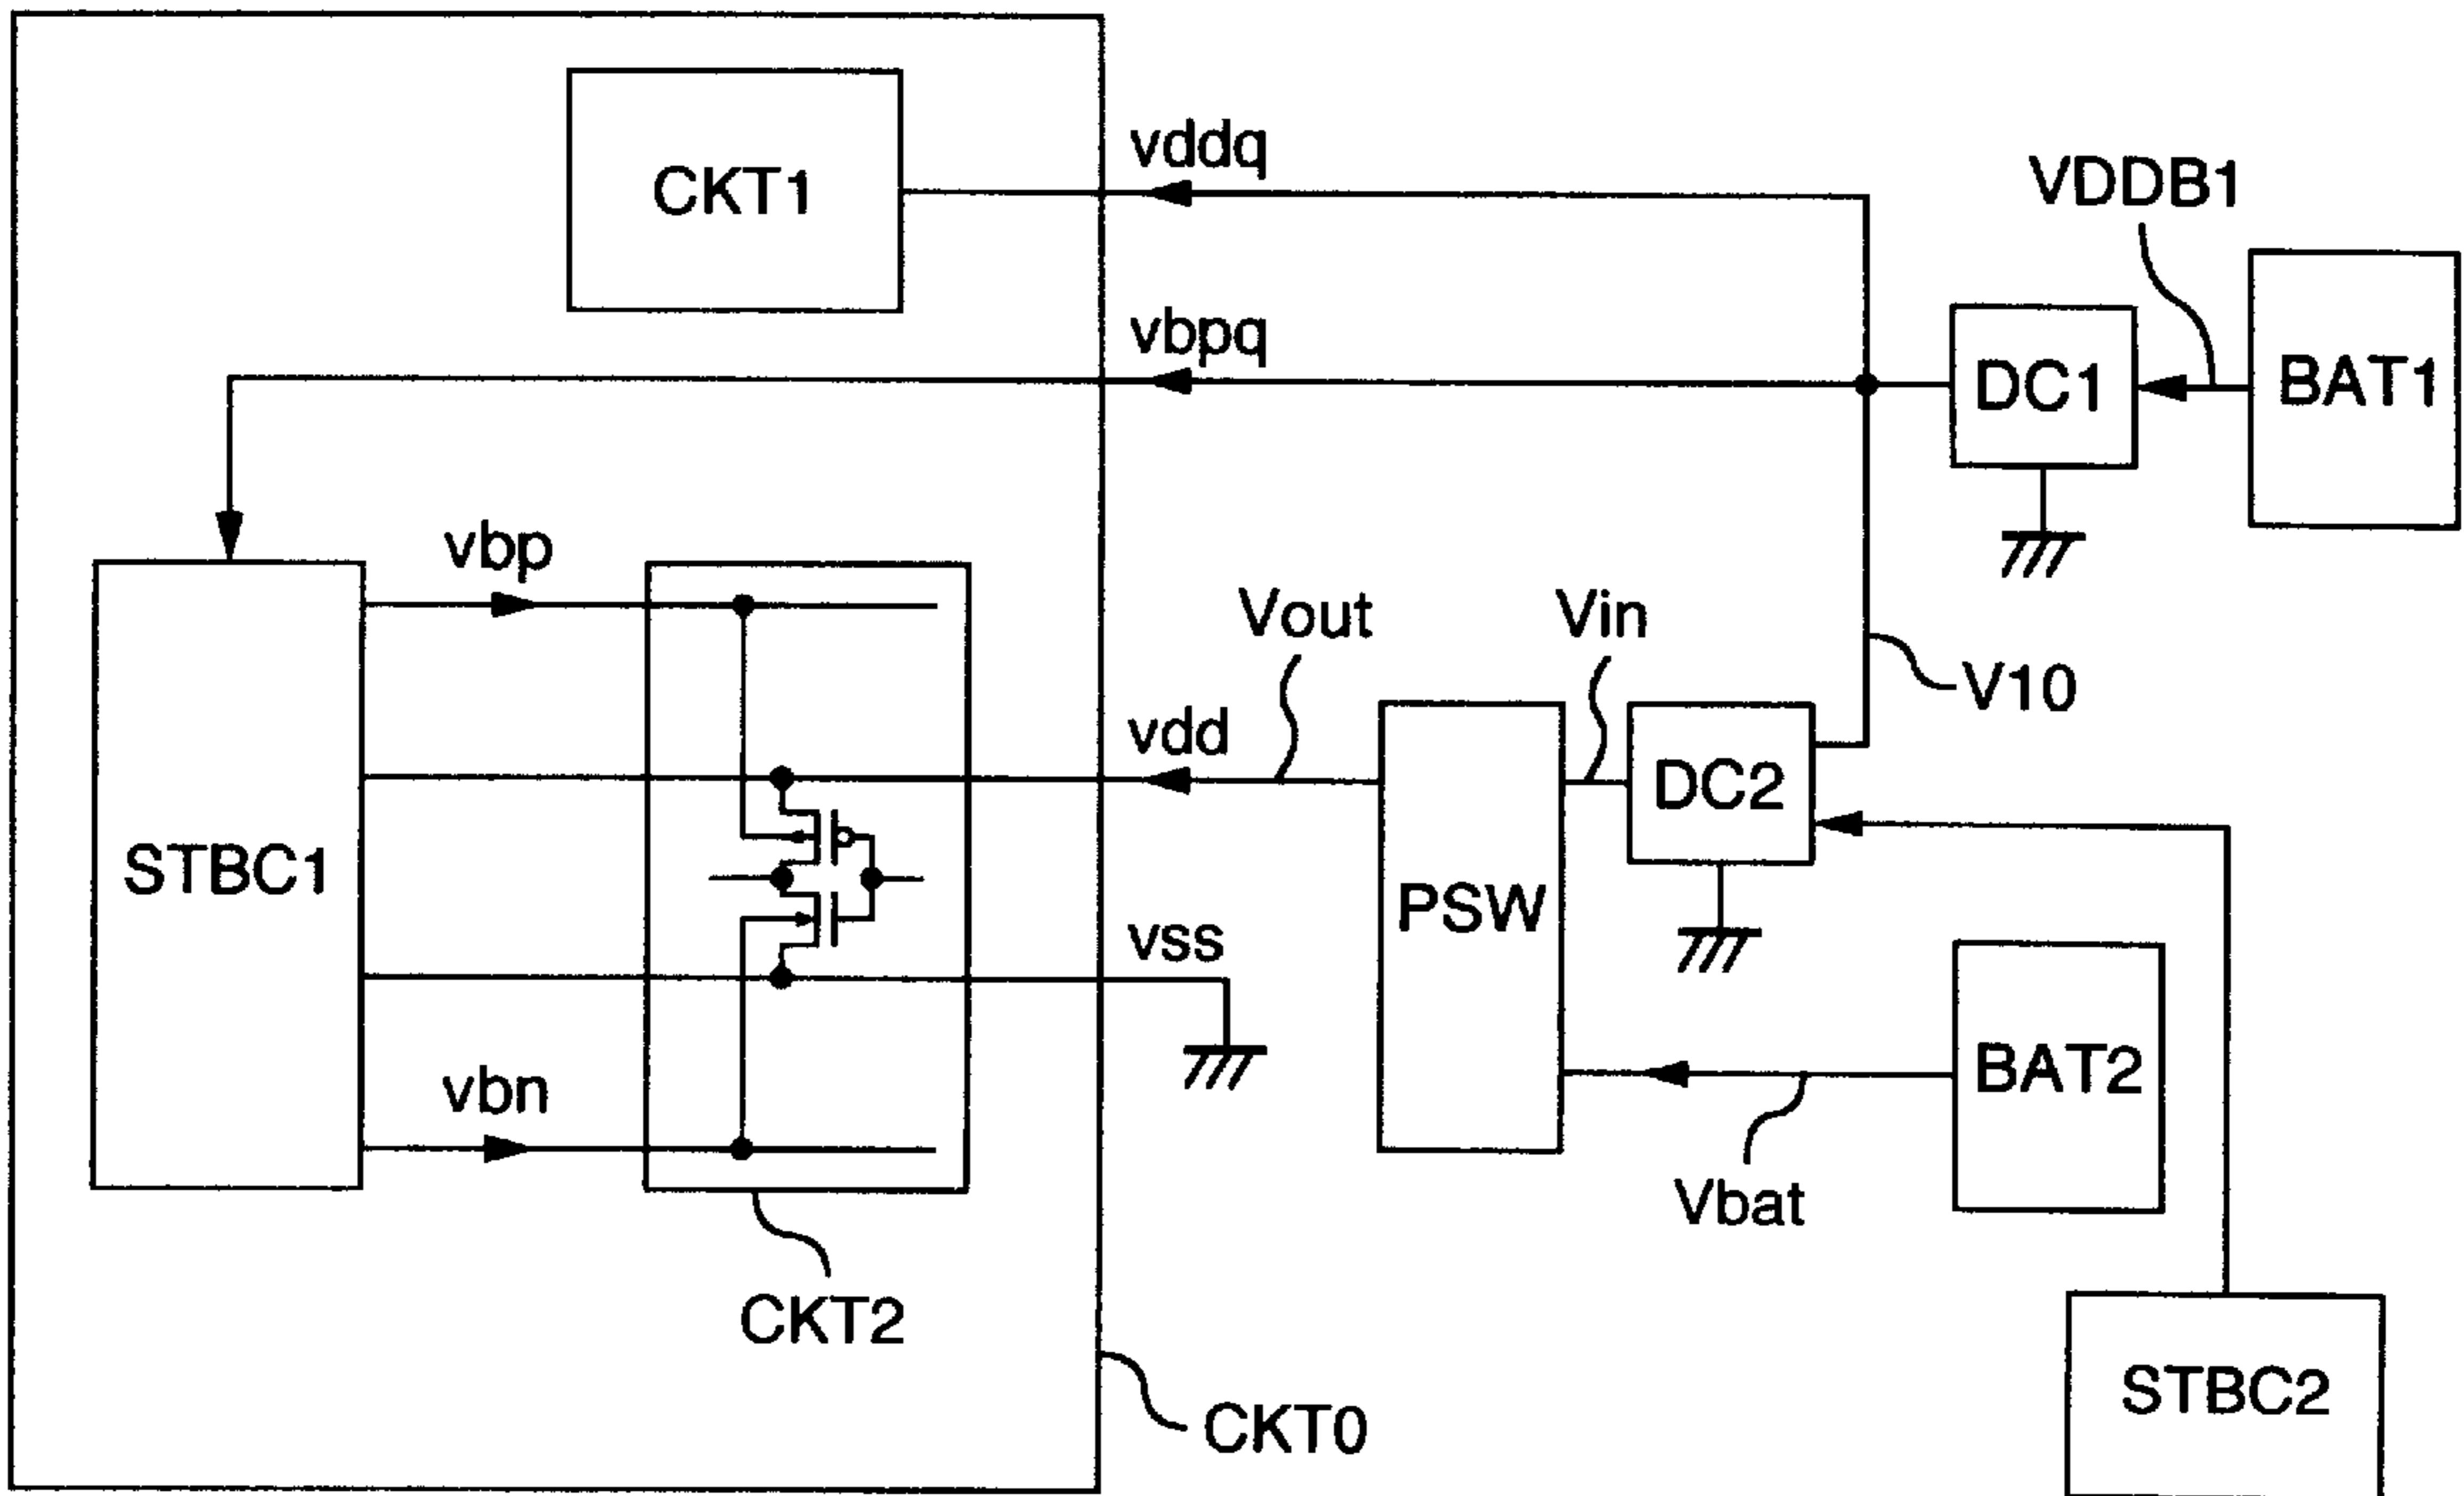 CKT1
vddq
VDDB1
vbpq
DC1
BAT1
vbp
Vout
Vin
V10
vdd
DC2
STBC1
PSW
vss
BAT2
vbn
Vbat
CKT2
STBC2
CKT0